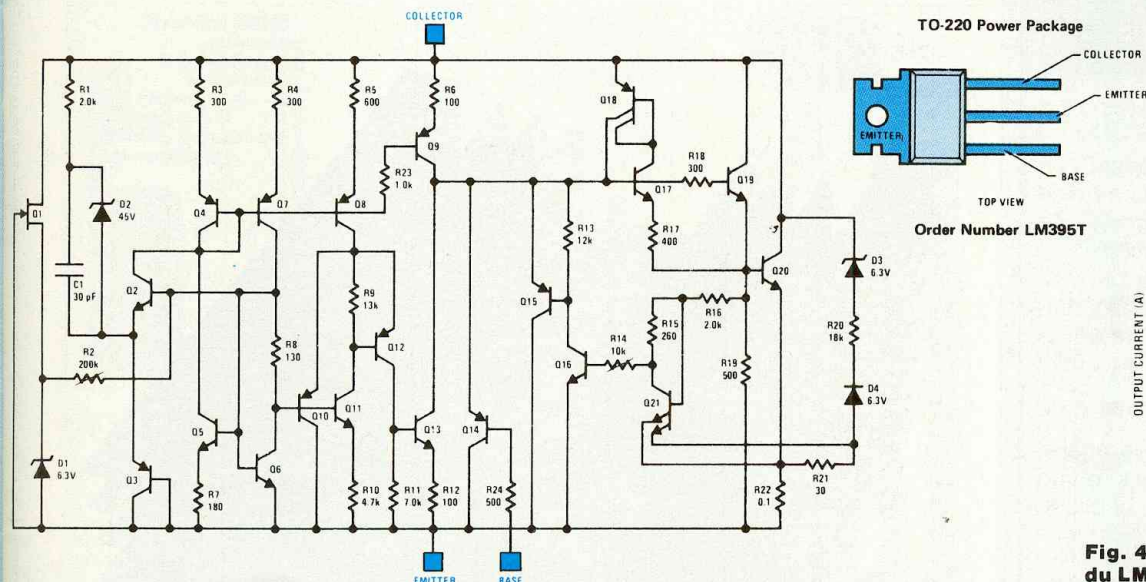 COLLECTOR
R1
2.0k
D2
45V
C1
30 pF
Q1
Q2
R2
200k
D1
6.3V
Q3
R3
300
R4
300
R5
600
R6
100
Q4
Q7
Q8
Q9
R23
1.0k
R9
13k
R8
130
Q12
Q5
Q6
R7
180
Q10
Q11
R10
4.7k
R11
7.0k
Q13
R12
100
Q14
R24
500
EMITTER
BASE
Q18
Q17
R18
300
Q19
R13
12k
R17
400
Q20
Q15
R16
2.0k
R15
260
R14
10k
Q16
R19
500
Q21
D3
6.3V
R20
18k
D4
6.3V
R21
30
R22
0.1
TO-220 Power Package
COLLECTOR
EMITTER
EMITTER
BASE
TOP VIEW
Order Number LM395T
OUTPUT CURRENT (A)
Fig. 4
du LM